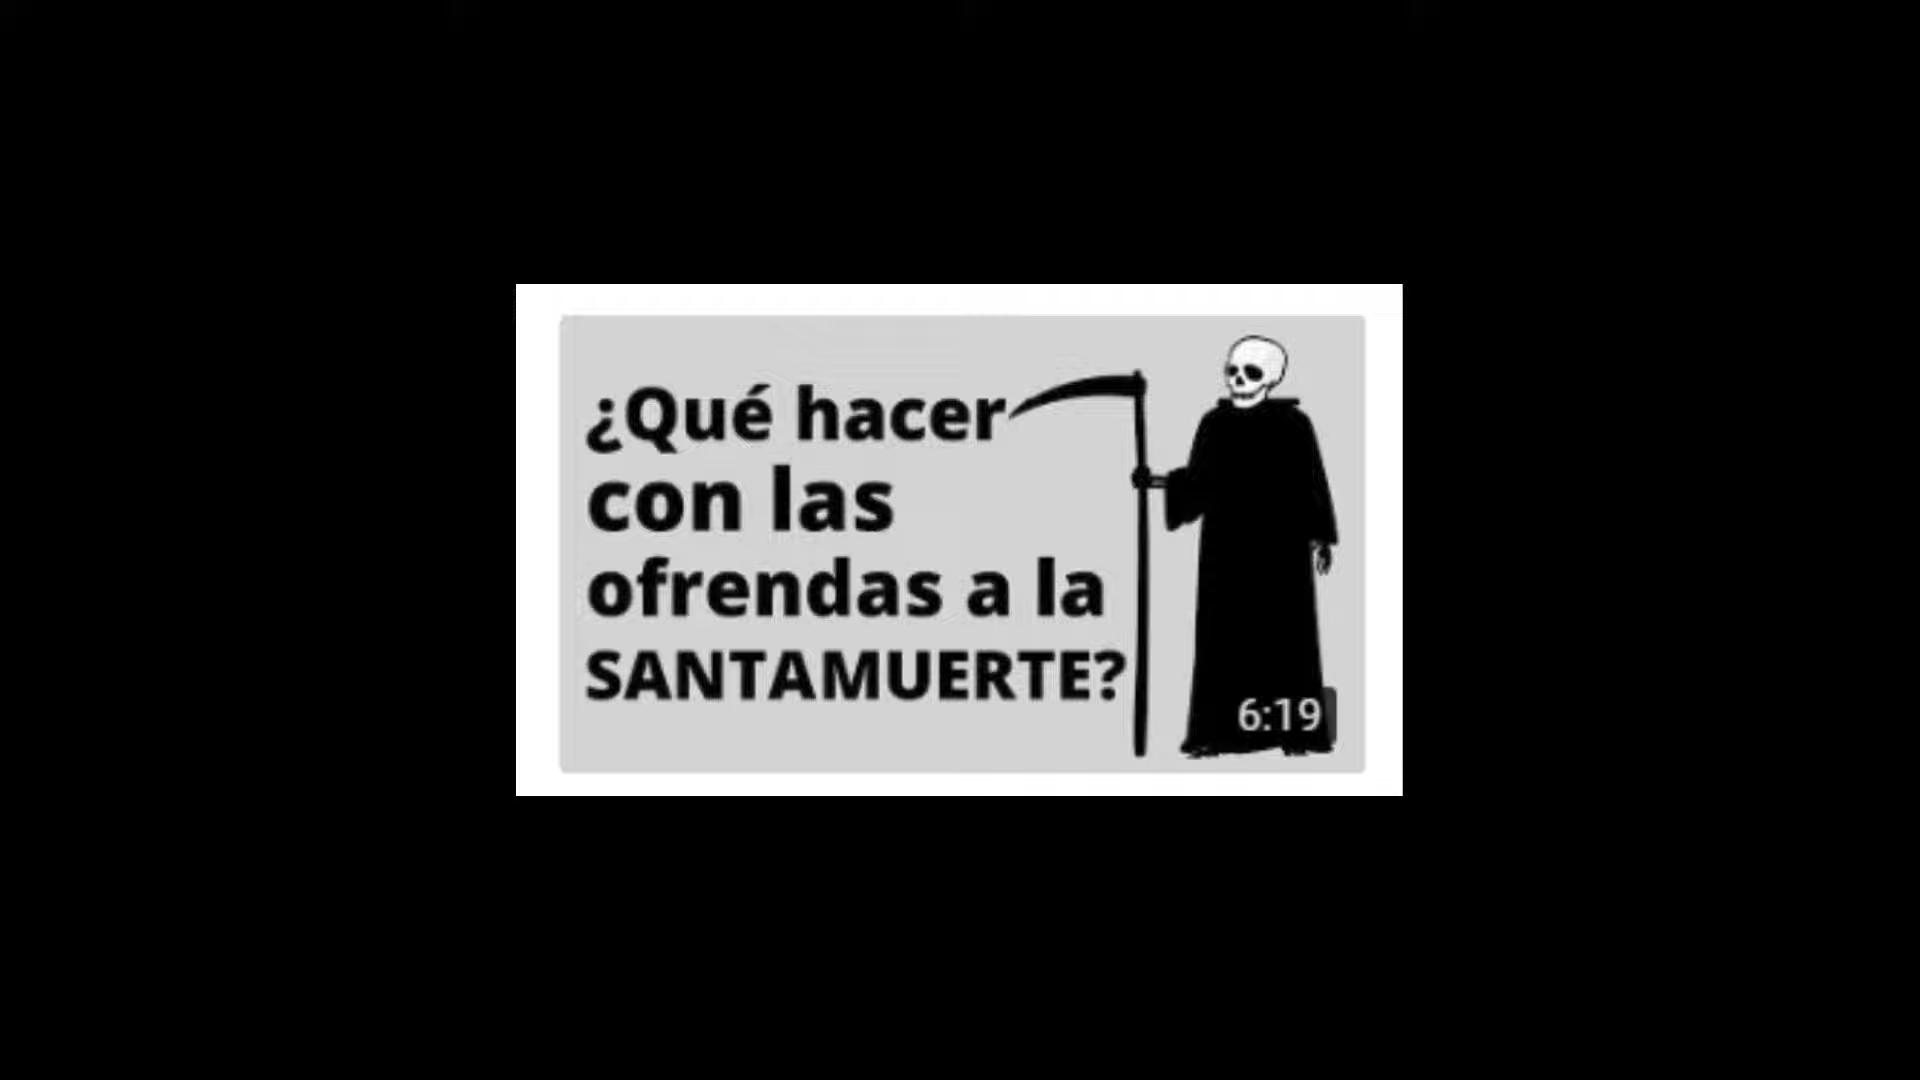 ¿Qué hacer
con las
ofrendas a la
SANTAMUERTE?
6:19